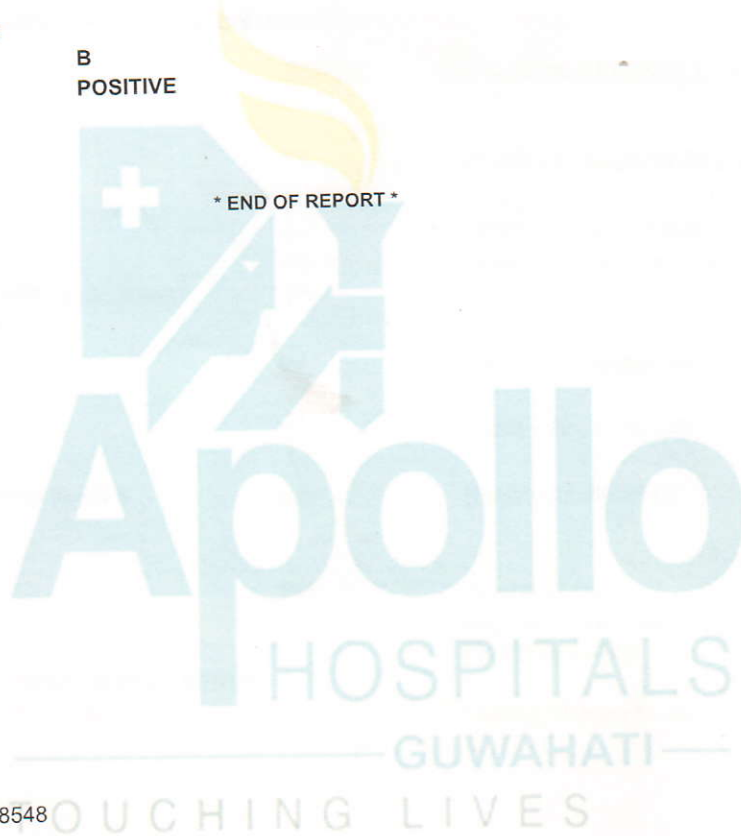 B
POSITIVE
* END OF REPORT *
Apollo
HOSPITALS
GUWAHATI
8548
TOUCHING LIVES